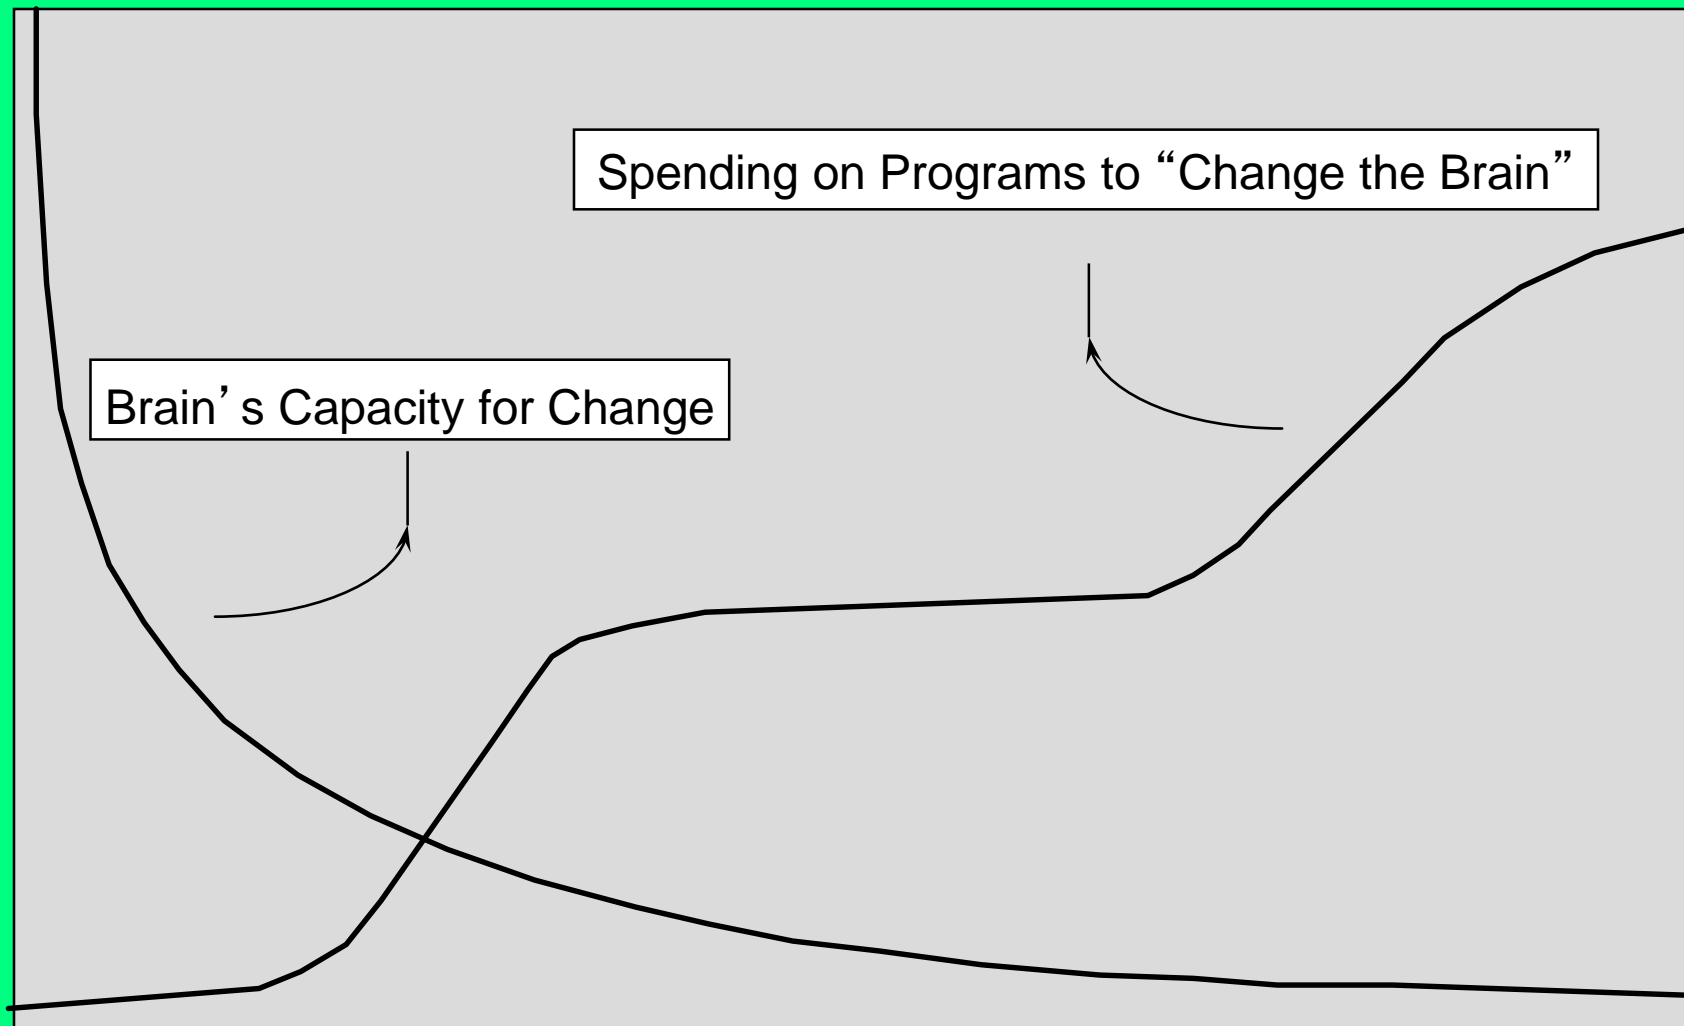 Spending on Programs to “Change the Brain”
Brain’s Capacity for Change